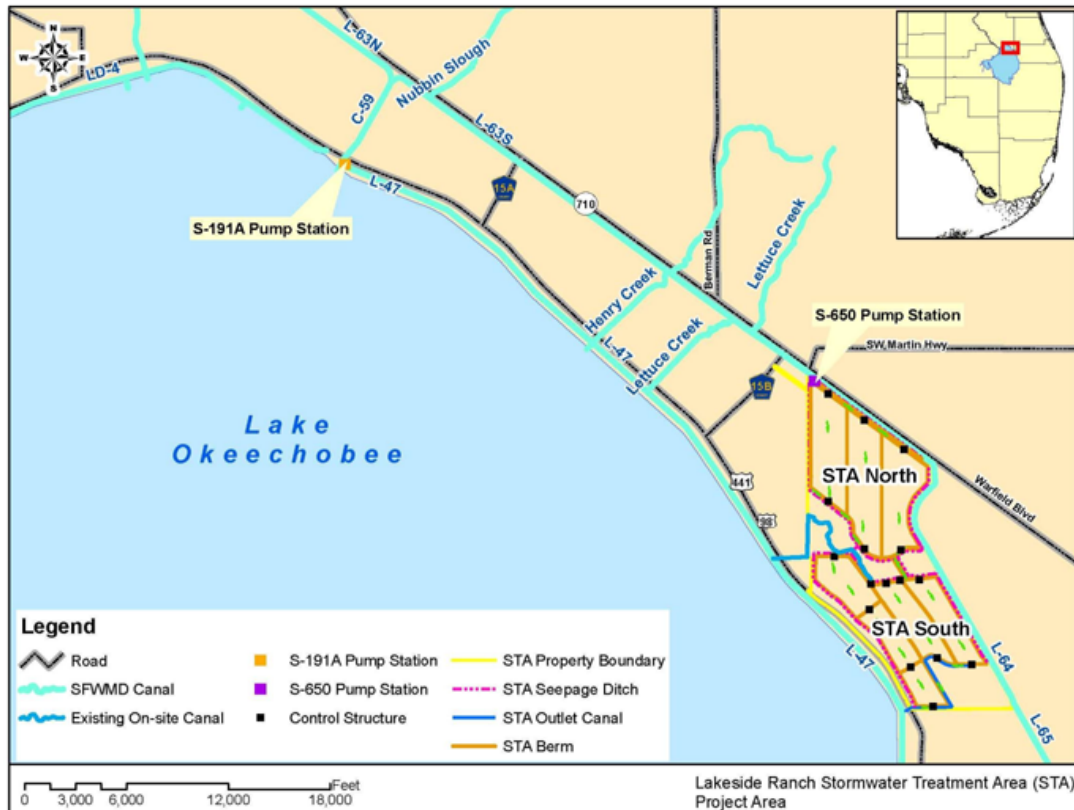 N
W E
S
LD-4
L-63N
Nubbin Slough
C-59
L-63S
L-47
15A
710
S-191A Pump Station
Berman Rd
Lettuce Creek
Henry Creek
L-47
Lettuce Creek
S-650 Pump Station
SW Martin Hwy
15B
Lake
Okeechobee
441
98
STA North
Warfield Blvd
STA South
L-47
L-64
L-65
Legend
Road
SFWMD Canal
Existing On-site Canal
S-191A Pump Station
S-650 Pump Station
Control Structure
STA Property Boundary
STA Seepage Ditch
STA Outlet Canal
STA Berm
Feet
0 3,000 6,000 12,000 18,000
Lakeside Ranch Stormwater Treatment Area (STA)
Project Area